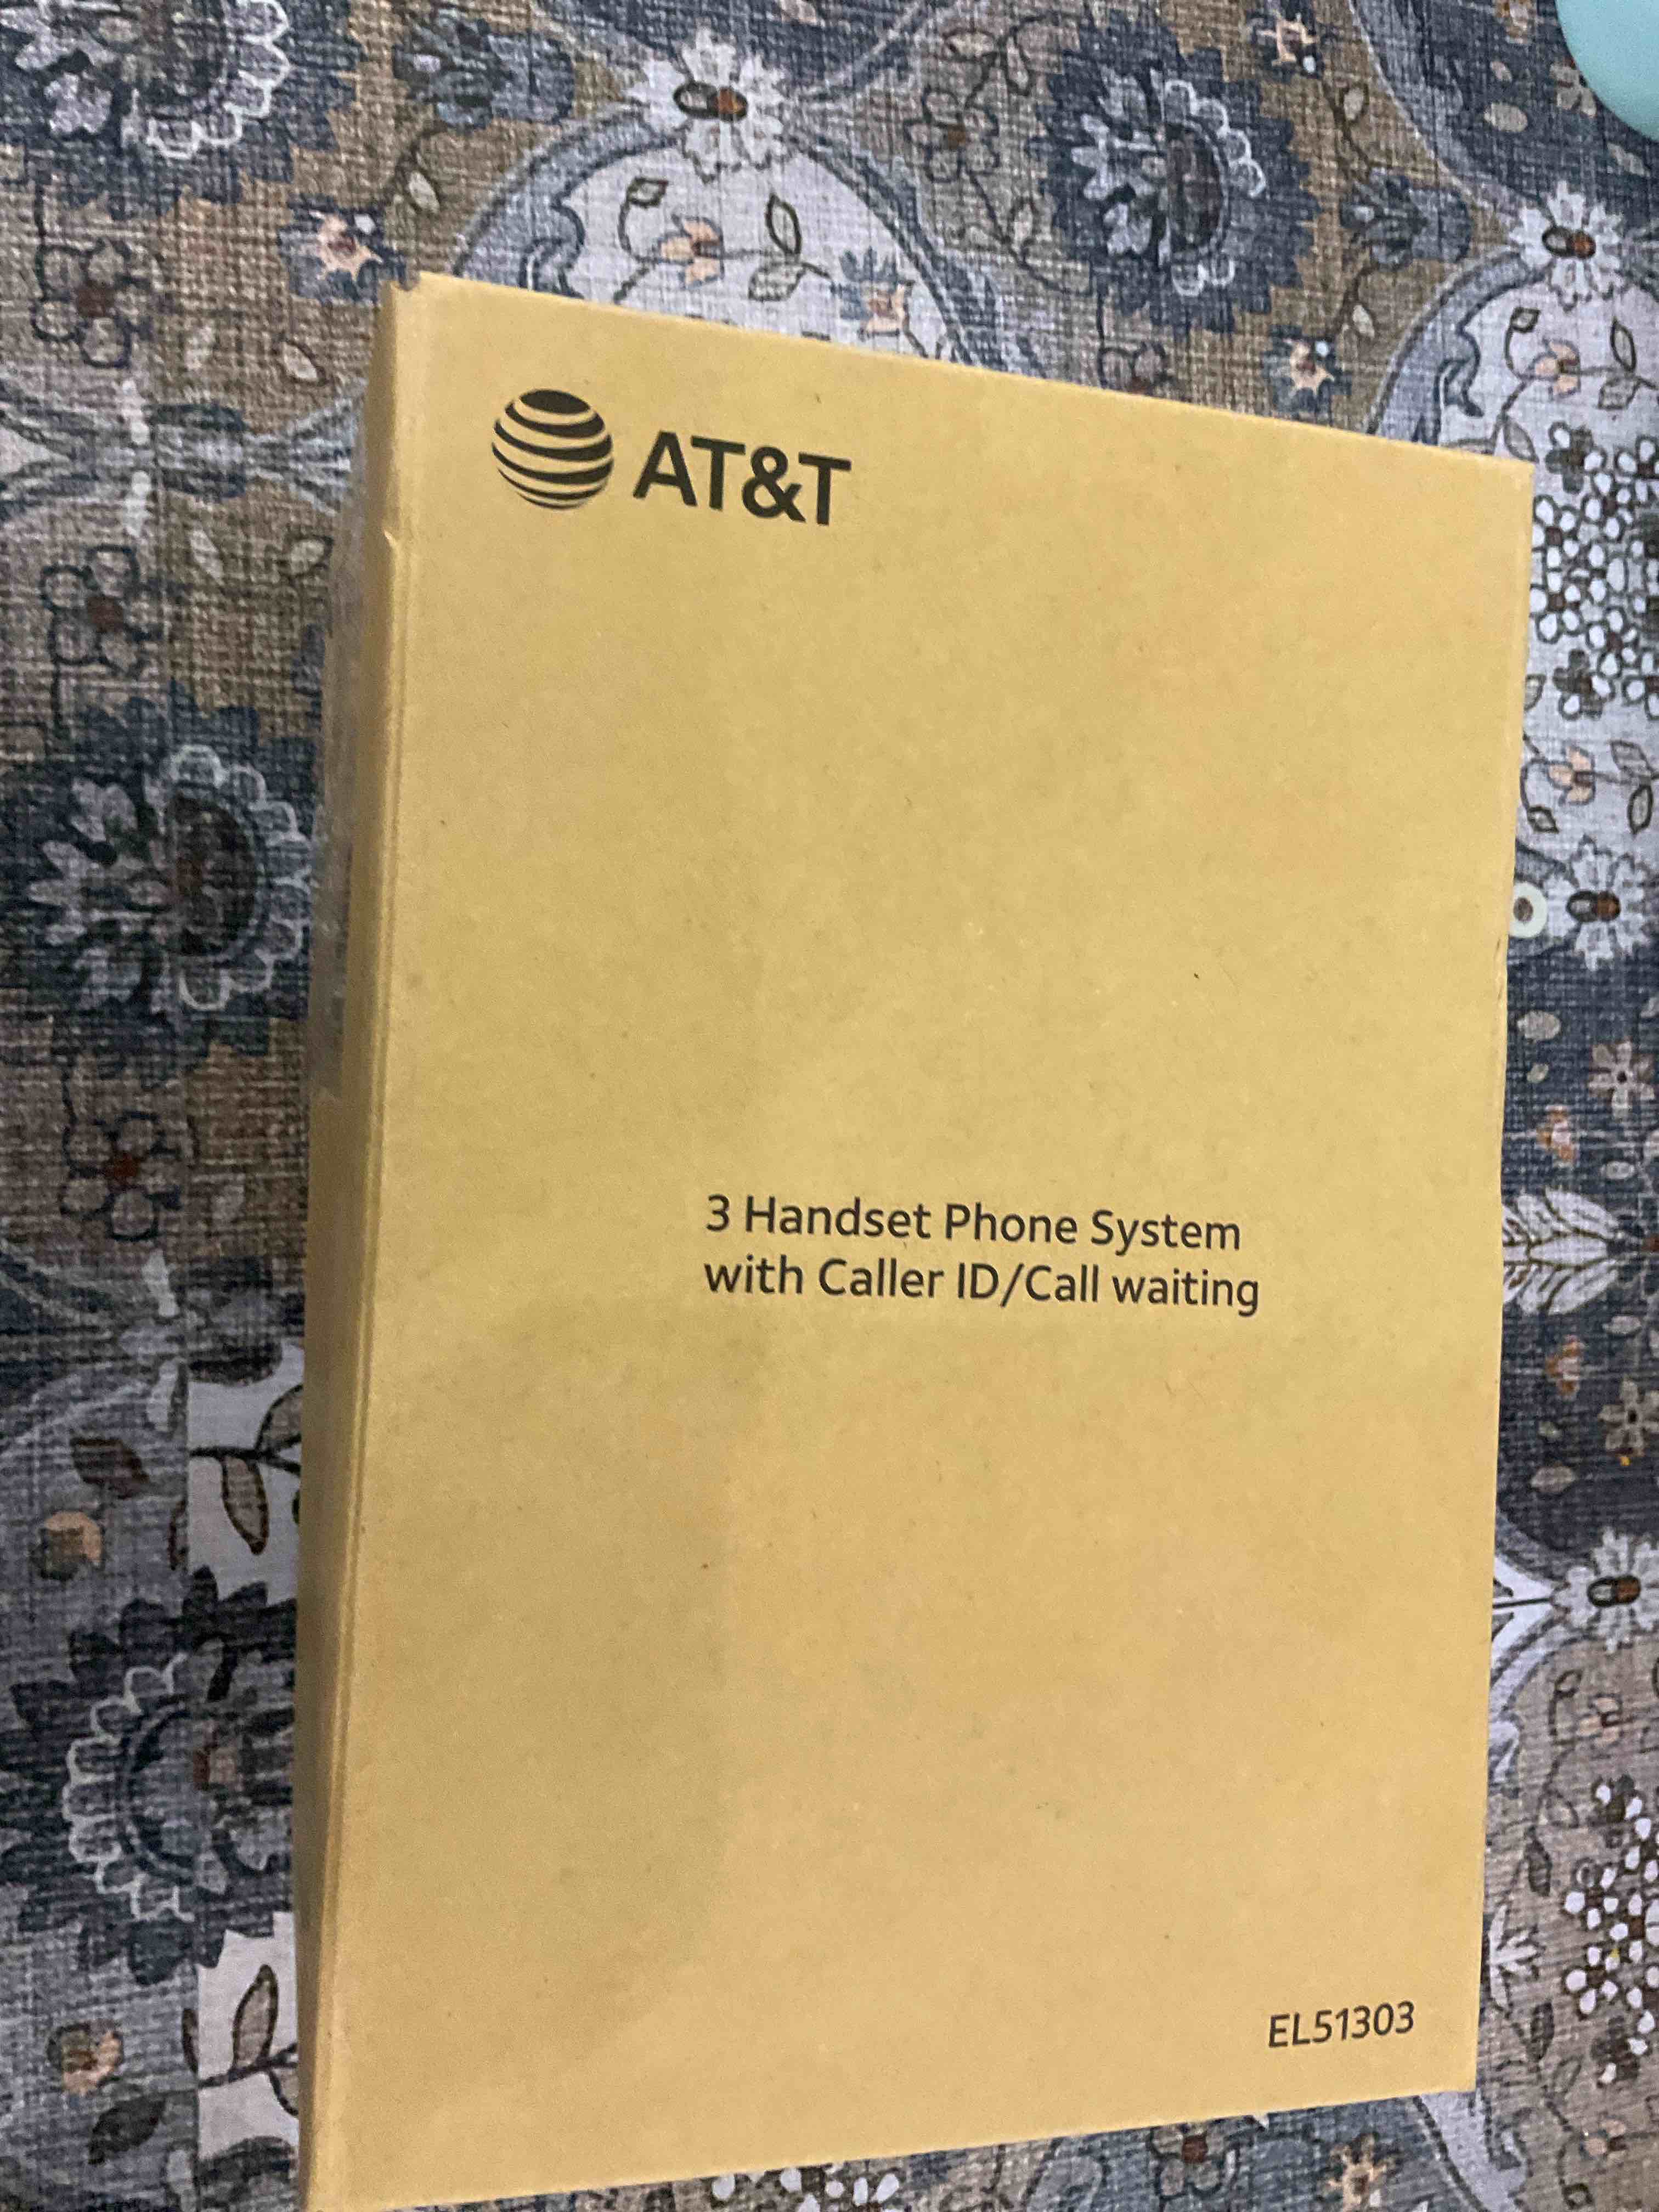 AT&T
3 Handset Phone System
with Caller ID/Call waiting
EL51303